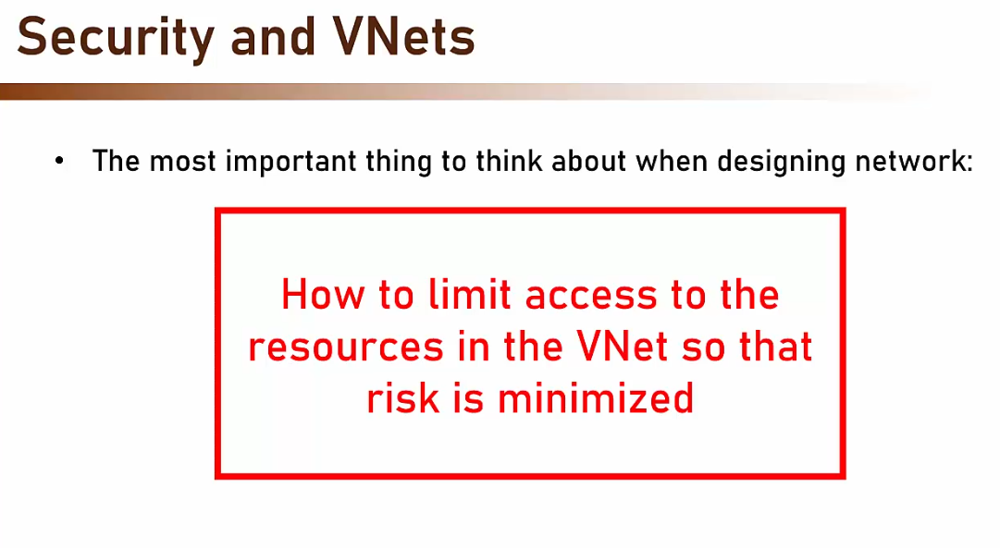 Security and VNets
• The most important thing to think about when designing network:
How to limit access to the
resources in the VNet so that
risk is minimized